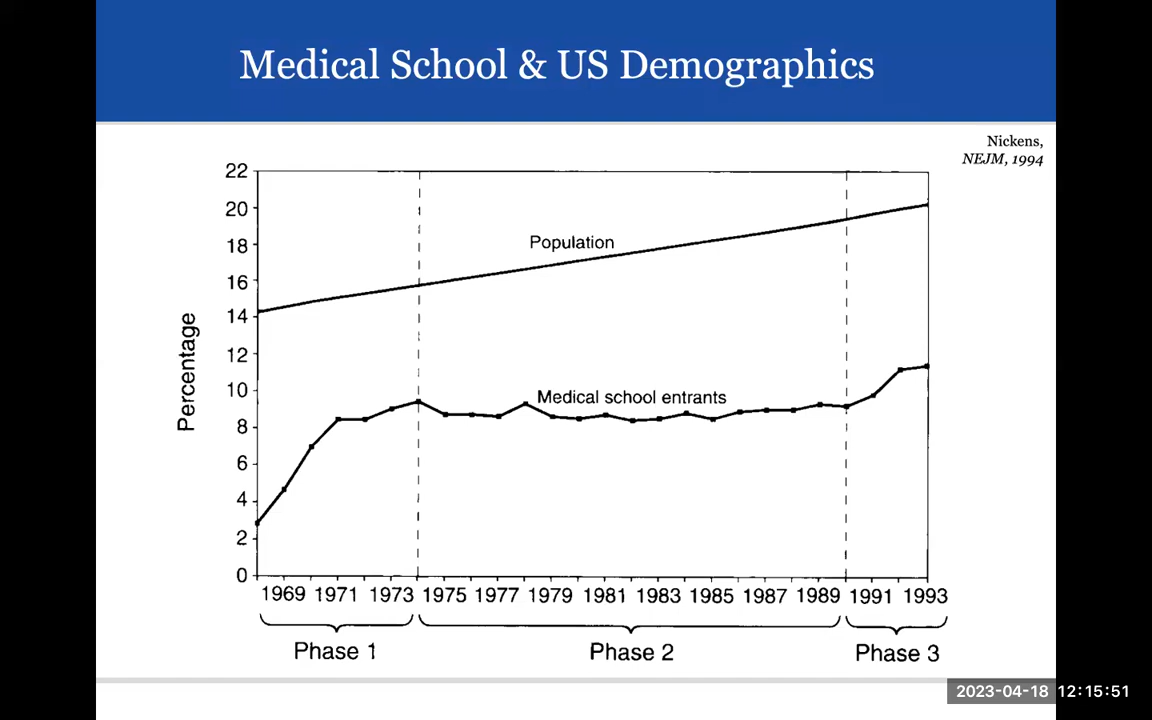 Medical School & US Demographics
Nickens,
NEJM, 1994
22
20
18
16
14
12
10
8
6
4
2
0
Percentage
Population
Medical school entrants
1969 1971 1973 1975 1977 1979 1981 1983 1985 1987 1989 1991 1993
Phase 1 Phase 2 Phase 3
2023-04-18 12:15:51